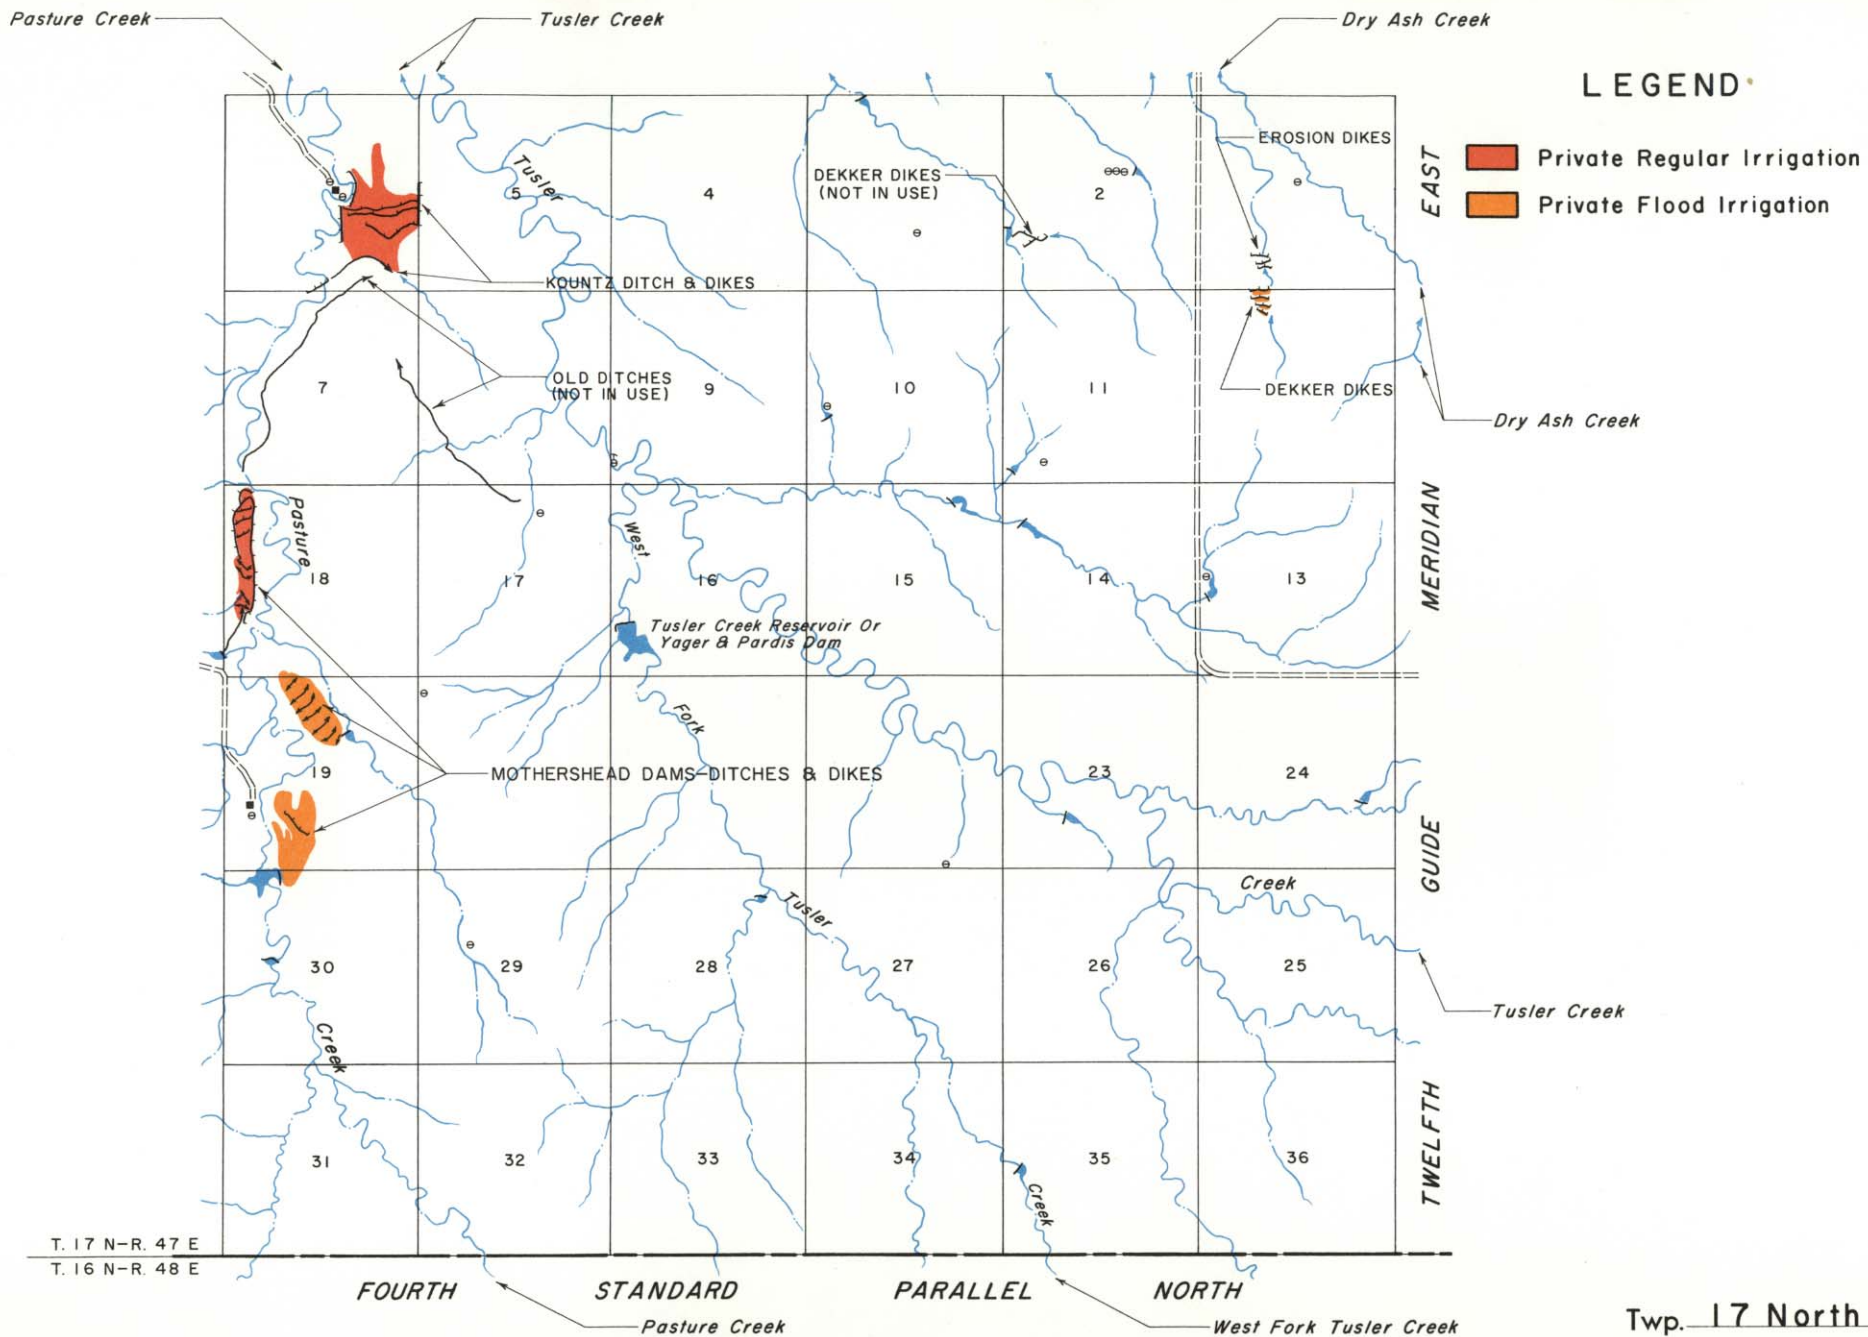 Pasture Creek
Tusler Creek
Dry Ash Creek
LEGEND
Private Regular Irrigation
Private Flood Irrigation
EROSION DIKES
DEKKER DIKES
(NOT IN USE)
Tusler
5
4
2
EAST
KOUNTZ DITCH & DIKES
OLD DITCHES
(NOT IN USE)
7
9
10
11
DEKKER DIKES
Dry Ash Creek
Pasture
West
18
17
16
15
14
13
MERIDIAN
Tusler Creek Reservoir Or
Yager & Pardis Dam
Fork
19
MOTHERSHEAD DAMS-DITCHES & DIKES
23
24
GUIDE
Creek
Tusler
30
29
28
27
26
25
Tusler Creek
Creek
31
32
33
34
35
36
TWELFTH
Creek
T. 17 N-R. 47 E
T. 16 N-R. 48 E
FOURTH STANDARD PARALLEL NORTH
Pasture Creek
West Fork Tusler Creek
Twp. 17 North